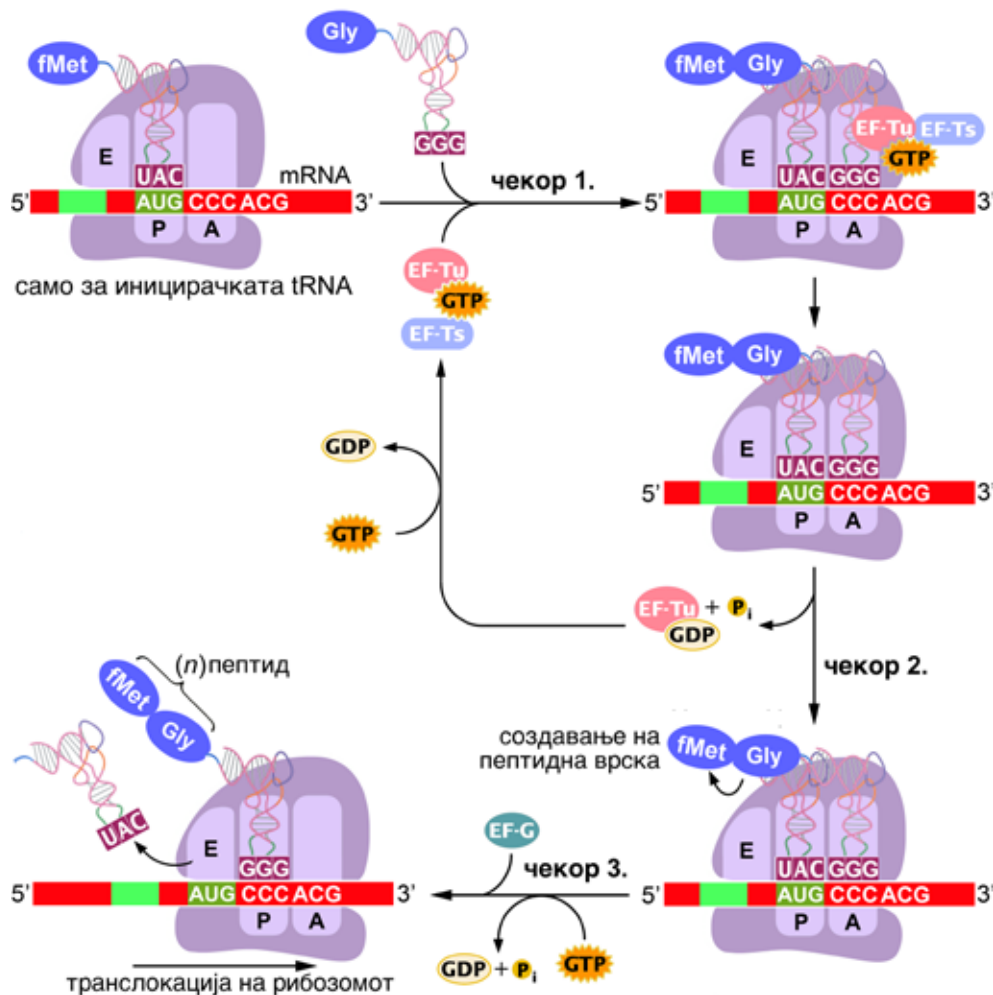 fMet
E
UAC
mRNA
5’ AUG CCC ACG 3’
P A
само за иницирачката tRNA
Gly
GGG
чекор 1.
EF-Tu
GTP
EF-Ts
fMet Gly
EF-Tu EF-Ts
GTP
E
UAC GGG
5’ AUG CCC ACG 3’
P A
fMet Gly
E
UAC GGG
5’ AUG CCC ACG 3’
P A
GDP
GTP
EF-Tu + Pi
GDP
чекор 2.
создавање на
пептидна врска
fMet Gly
E
UAC GGG
5’ AUG CCC ACG 3’
P A
EF-G
чекор 3.
GDP + Pi GTP
(n)пептид
fMet
Gly
UAC
E
GGG
5’ AUG CCC ACG 3’
P A
транслокација на рибозомот